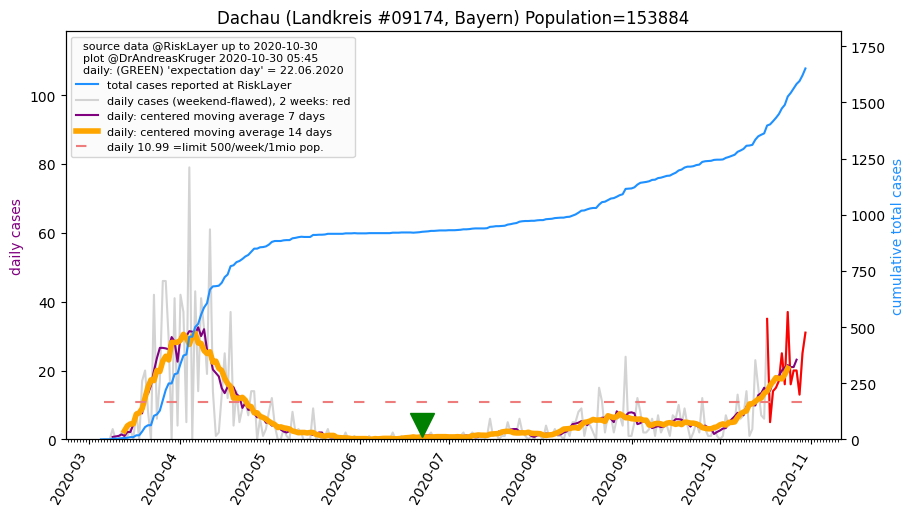 Dachau (Landkreis #09174, Bayern) Population=153884
source data @RiskLayer up to 2020-10-30
plot @DrAndreasKruger 2020-10-30 05:45
daily: (GREEN) 'expectation day' = 22.06.2020
total cases reported at RiskLayer
daily cases (weekend-flawed), 2 weeks: red
daily: centered moving average 7 days
daily: centered moving average 14 days
daily 10.99 =limit 500/week/1mio pop.
daily cases
0
20
40
60
80
100
cumulative total cases
0
250
500
750
1000
1250
1500
1750
2020-03
2020-04
2020-05
2020-06
2020-07
2020-08
2020-09
2020-10
2020-11